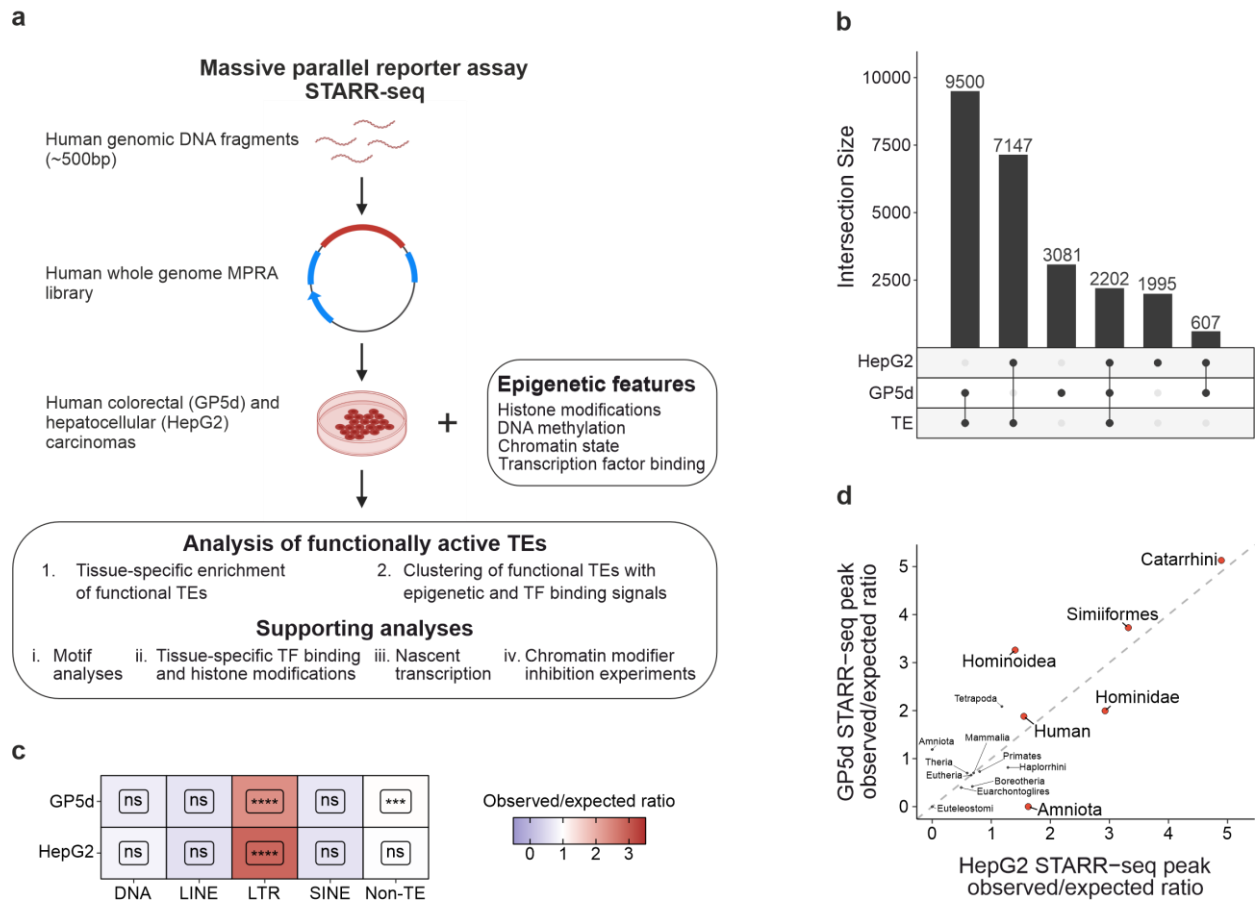 a
Massive parallel reporter assay
STARR-seq
Human genomic DNA fragments
(~500bp)
Human whole genome MPRA
library
Human colorectal (GP5d) and
hepatocellular (HepG2)
carcinomas
+
Epigenetic features
Histone modifications
DNA methylation
Chromatin state
Transcription factor binding
Analysis of functionally active TEs
1. Tissue-specific enrichment
of functional TEs
2. Clustering of functional TEs with
epigenetic and TF binding signals
Supporting analyses
i. Motif
analyses
ii. Tissue-specific TF binding
and histone modifications
iii. Nascent
transcription
iv. Chromatin modifier
inhibition experiments
b
Intersection Size
10000
7500
5000
2500
9500
7147
3081
2202
1995
607
HepG2
GP5d
TE
c
GP5d
ns
ns
****
ns
***
HepG2
ns
ns
****
ns
ns
DNA
LINE
LTR
SINE
Non-TE
Observed/expected ratio
0 1 2 3
d
GP5d STARR−seq peak
observed/expected ratio
5
4
3
2
1
0
Catarrhini
Simiiformes
Hominoidea
Hominidae
Tetrapoda
Human
Amniota
Mammalia
Theria
Primates
Haplorrhini
Eutheria
Boreotheria
Euarchontoglires
Euteleostomi
Amniota
0 1 2 3 4 5
HepG2 STARR−seq peak
observed/expected ratio